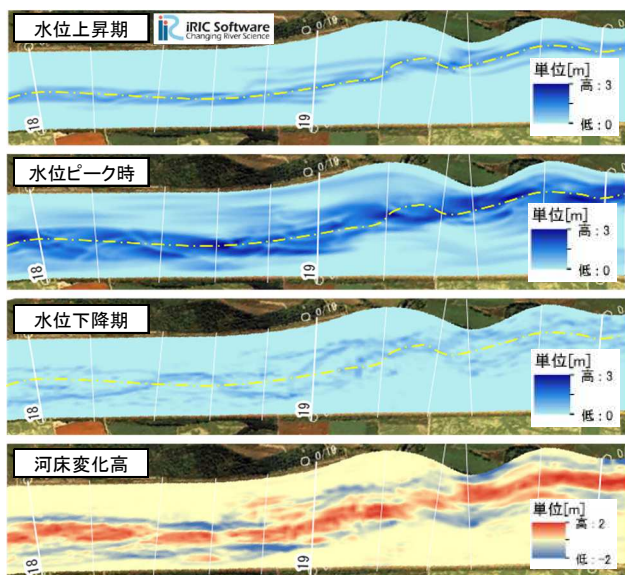 水位上昇期
iRIC Software
Changing River Science
単位[m]
高:3
低:0
18
19
0/19
水位ピーク時
単位[m]
高:3
低:0
18
19
0/19
水位下降期
単位[m]
高:3
低:0
18
19
0/19
河床変化高
単位[m]
高:2
低:-2
18
19
0/19